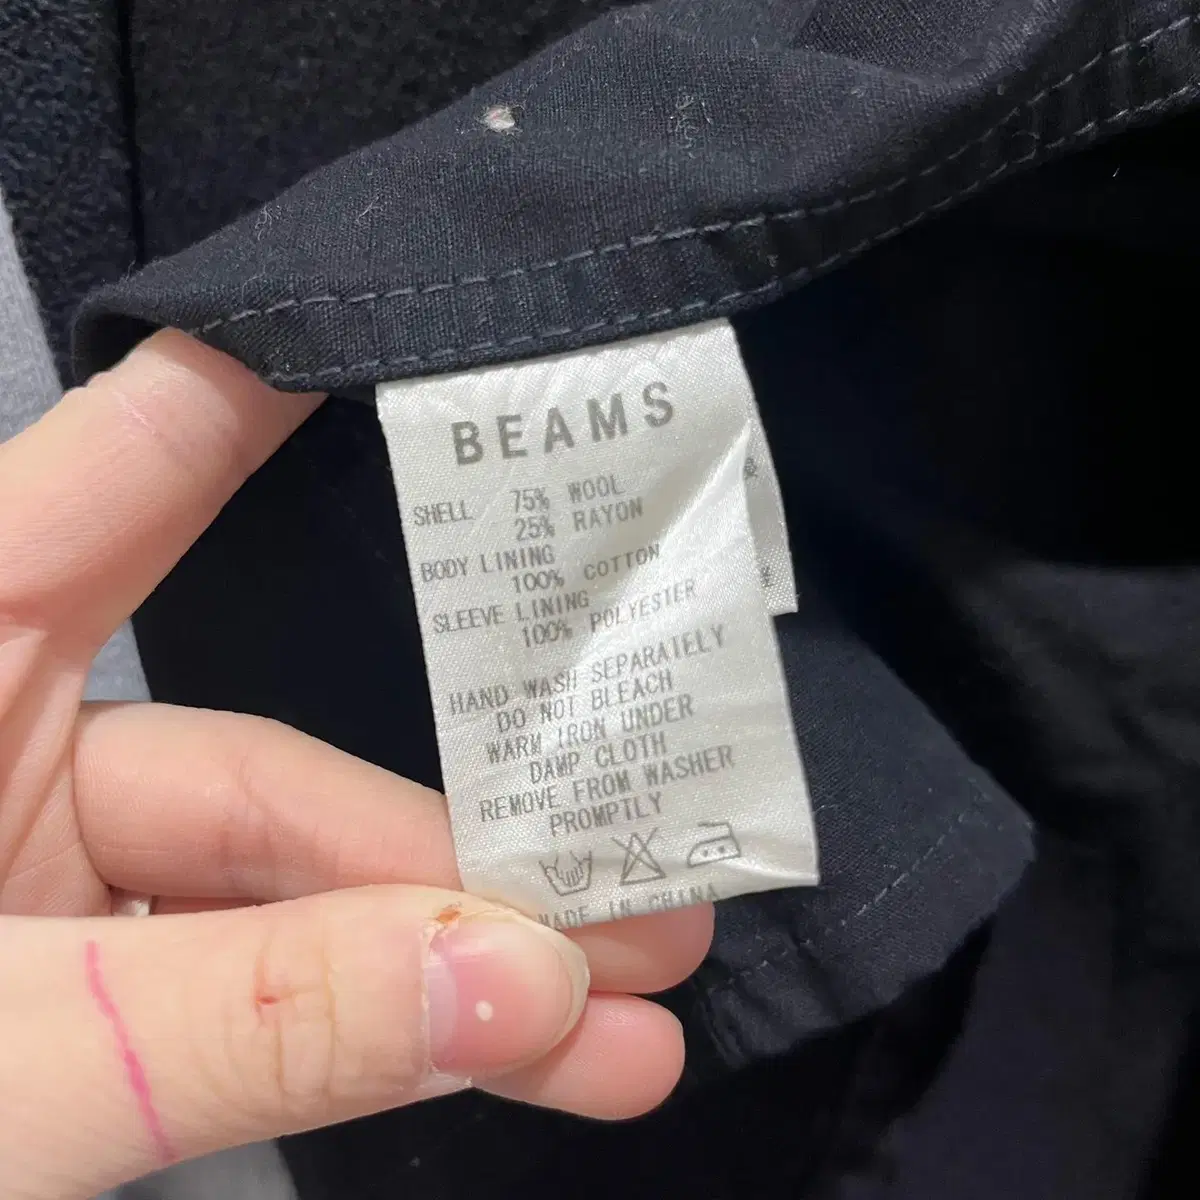 BEAMS
SHELL 75% WOOL
25% RAYON
BODY LINING
100% COTTON
SLEEVE LINING
100% POLYESTER
HAND WASH SEPARATELY
DO NOT BLEACH
WARM IRON UNDER
DAMP CLOTH
REMOVE FROM WASHER
PROMPTLY
MADE IN CHINA